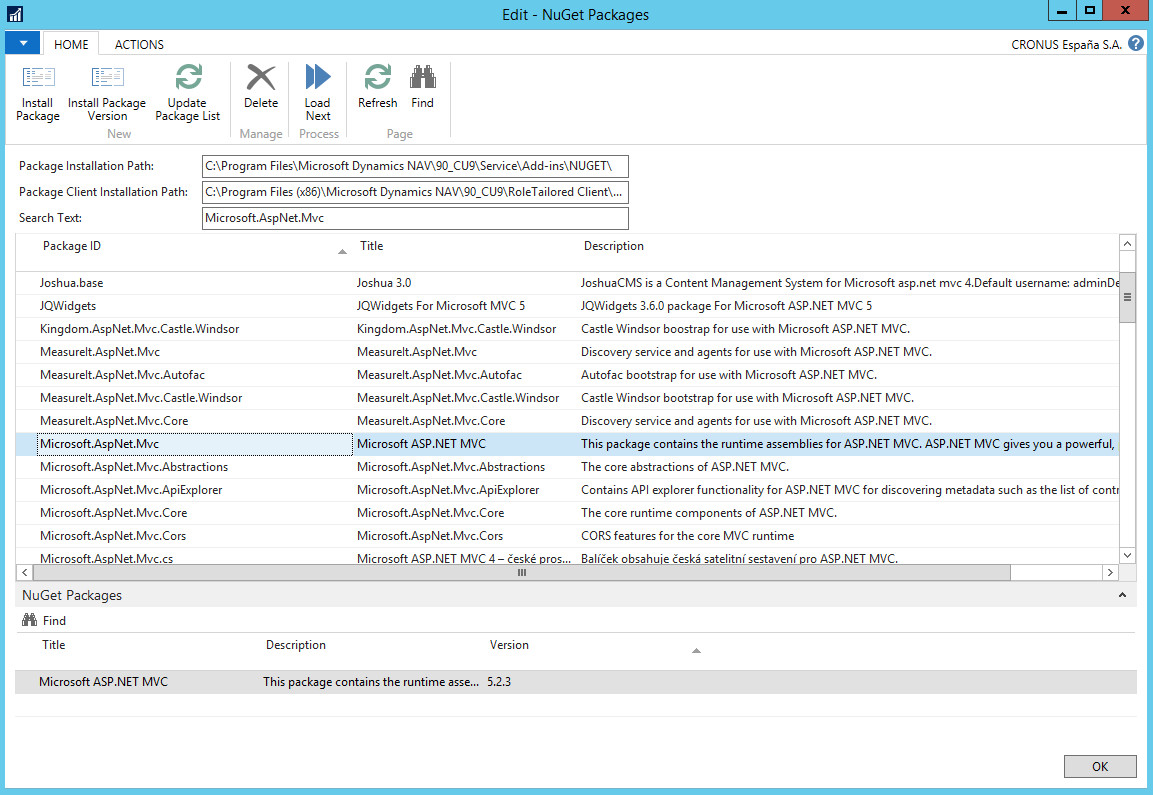 Edit - NuGet Packages
HOME ACTIONS CRONUS España S.A.
Install Package
Install Package Version
Update Package List
New
Delete
Manage
Load Next
Process
Refresh
Find
Page
Package Installation Path: C:\Program Files\Microsoft Dynamics NAV\90_CU9\Service\Add-ins\NUGET\
Package Client Installation Path: C:\Program Files (x86)\Microsoft Dynamics NAV\90_CU9\RoleTailored Client\...
Search Text: Microsoft.AspNet.Mvc
Package ID Title Description
Joshua.base Joshua 3.0 JoshuaCMS is a Content Management System for Microsoft asp.net mvc 4.Default username: adminDe
JQWidgets JQWidgets For Microsoft MVC 5 JQWidgets 3.6.0 package For Microsoft ASP.NET MVC 5
Kingdom.AspNet.Mvc.Castle.Windsor Kingdom.AspNet.Mvc.Castle.Windsor Castle Windsor boostrap for use with Microsoft ASP.NET MVC.
MeasureIt.AspNet.Mvc MeasureIt.AspNet.Mvc Discovery service and agents for use with Microsoft ASP.NET MVC.
MeasureIt.AspNet.Mvc.Autofac MeasureIt.AspNet.Mvc.Autofac Autofac bootstrap for use with Microsoft ASP.NET MVC.
MeasureIt.AspNet.Mvc.Castle.Windsor MeasureIt.AspNet.Mvc.Castle.Windsor Castle Windsor bootstrap for use with Microsoft ASP.NET MVC.
MeasureIt.AspNet.Mvc.Core MeasureIt.AspNet.Mvc.Core Discovery service and agents for use with Microsoft ASP.NET MVC.
Microsoft.AspNet.Mvc Microsoft ASP.NET MVC This package contains the runtime assemblies for ASP.NET MVC. ASP.NET MVC gives you a powerful,
Microsoft.AspNet.Mvc.Abstractions Microsoft.AspNet.Mvc.Abstractions The core abstractions of ASP.NET MVC.
Microsoft.AspNet.Mvc.ApiExplorer Microsoft.AspNet.Mvc.ApiExplorer Contains API explorer functionality for ASP.NET MVC for discovering metadata such as the list of contr
Microsoft.AspNet.Mvc.Core Microsoft.AspNet.Mvc.Core The core runtime components of ASP.NET MVC.
Microsoft.AspNet.Mvc.Cors Microsoft.AspNet.Mvc.Cors CORS features for the core MVC runtime
Microsoft.AspNet.Mvc.cs Microsoft ASP.NET MVC 4 – české pros... Balíček obsahuje česká satelitní sestavení pro ASP.NET MVC.
NuGet Packages
Find
Title Description Version
Microsoft ASP.NET MVC This package contains the runtime asse... 5.2.3
OK